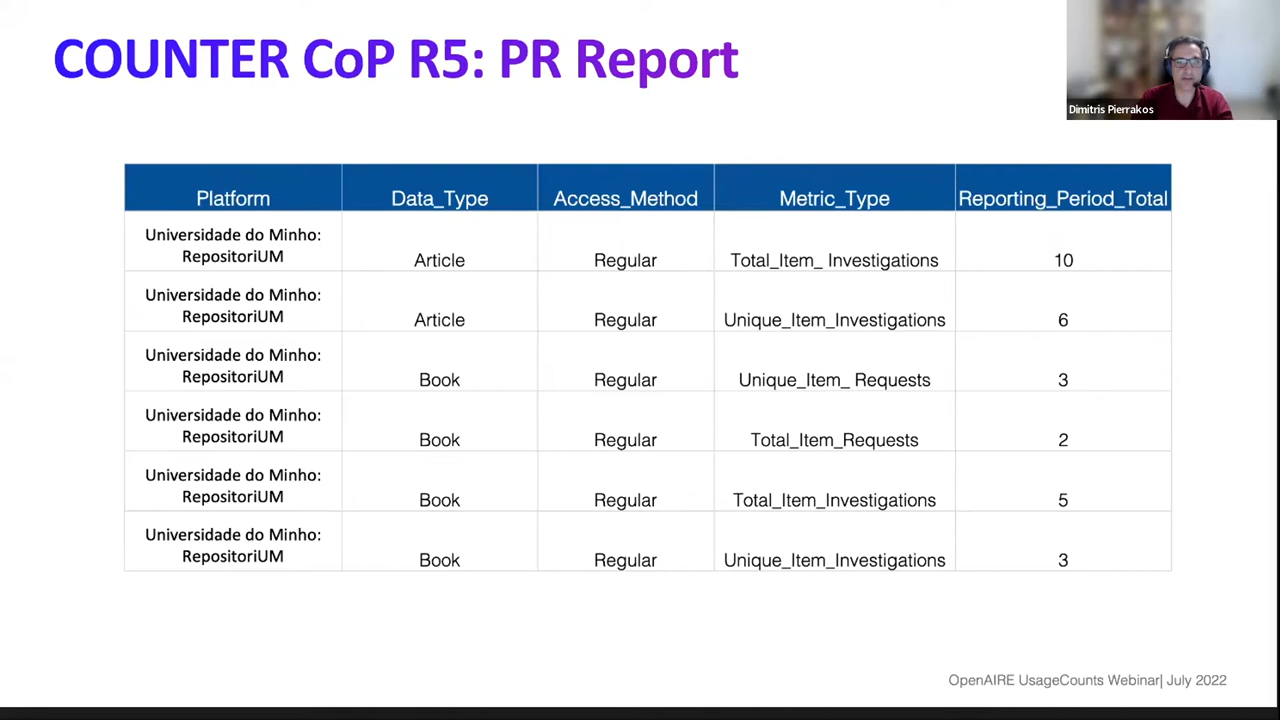 COUNTER CoP R5: PR Report
Dimitris Pierrakos
Platform Data_Type Access_Method Metric_Type Reporting_Period_Total
Universidade do Minho:
RepositoriUM Article Regular Total_Item_ Investigations 10
Universidade do Minho:
RepositoriUM Article Regular Unique_Item_Investigations 6
Universidade do Minho:
RepositoriUM Book Regular Unique_Item_ Requests 3
Universidade do Minho:
RepositoriUM Book Regular Total_Item_Requests 2
Universidade do Minho:
RepositoriUM Book Regular Total_Item_Investigations 5
Universidade do Minho:
RepositoriUM Book Regular Unique_Item_Investigations 3
OpenAIRE UsageCounts Webinar| July 2022